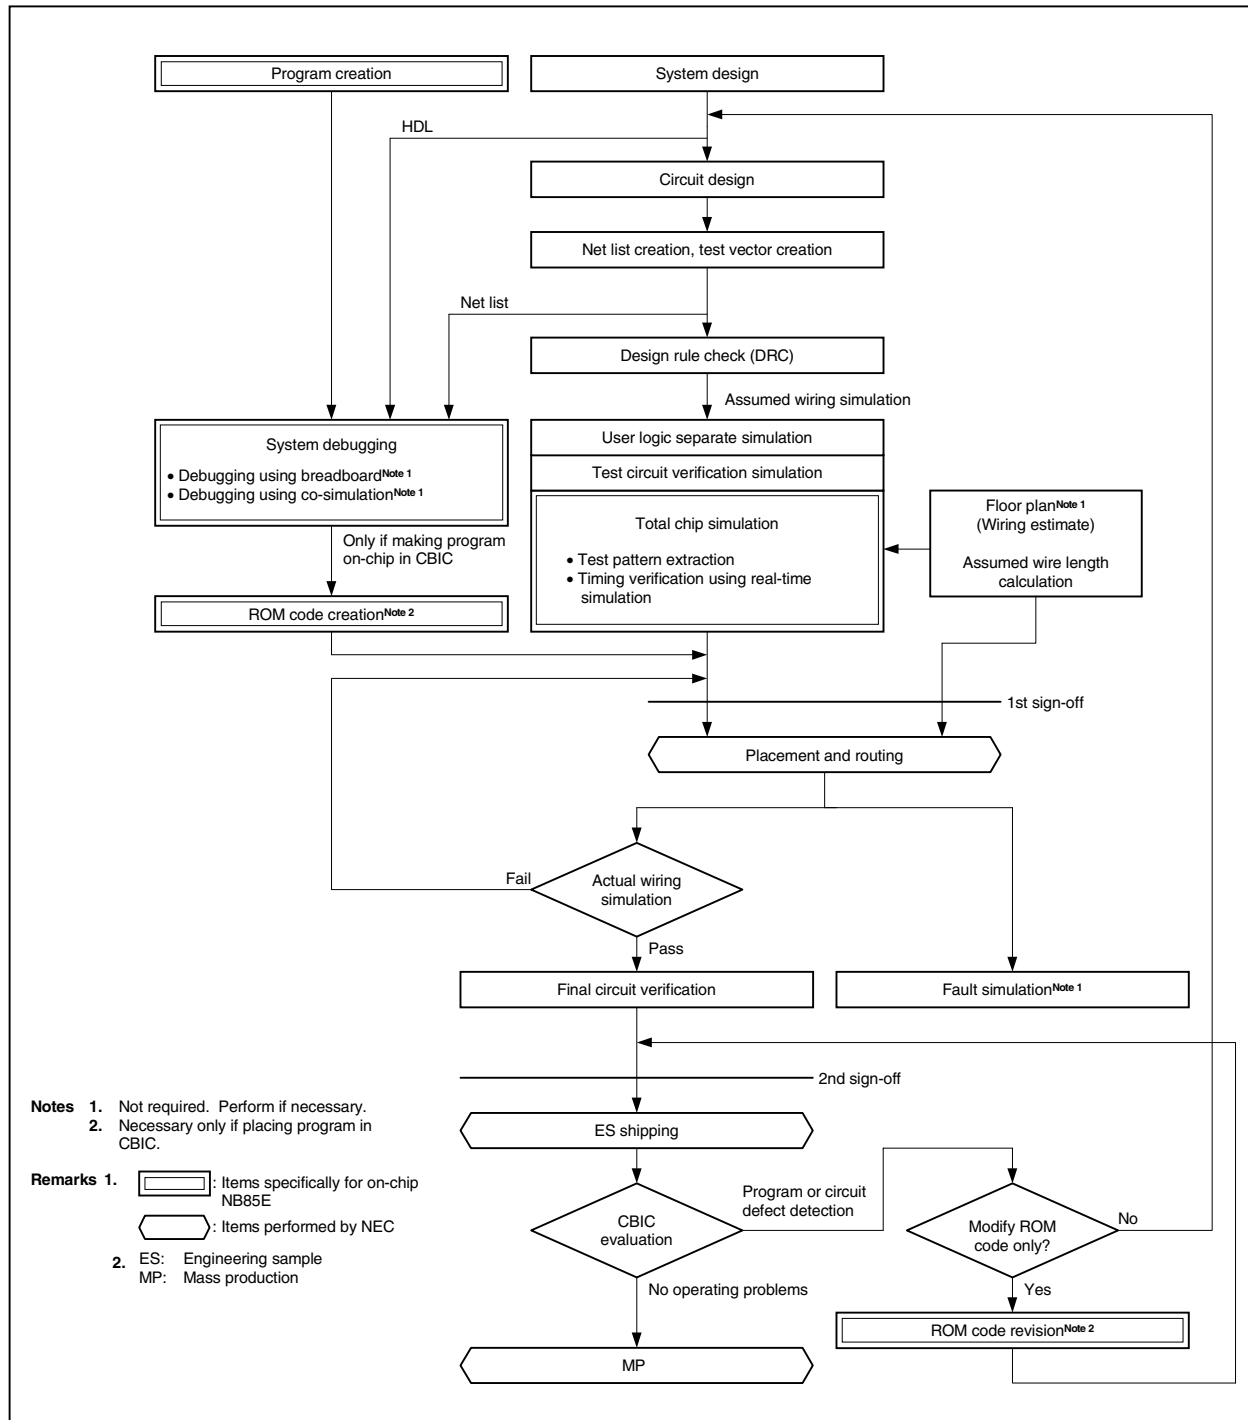 Program creation
System design
HDL
Circuit design
Net list creation, test vector creation
Net list
Design rule check (DRC)
Assumed wiring simulation
System debugging
• Debugging using breadboardNote 1
• Debugging using co-simulationNote 1
User logic separate simulation
Test circuit verification simulation
Total chip simulation
• Test pattern extraction
• Timing verification using real-time
simulation
Floor planNote 1
(Wiring estimate)
Assumed wire length
calculation
Only if making program
on-chip in CBIC
ROM code creationNote 2
1st sign-off
Placement and routing
Fail
Actual wiring
simulation
Pass
Final circuit verification
Fault simulationNote 1
2nd sign-off
ES shipping
CBIC
evaluation
Program or circuit
defect detection
Modify ROM
code only?
No
Yes
No operating problems
ROM code revisionNote 2
MP
Notes 1. Not required. Perform if necessary.
2. Necessary only if placing program in
CBIC.
Remarks 1. : Items specifically for on-chip
NB85E
: Items performed by NEC
2. ES: Engineering sample
MP: Mass production